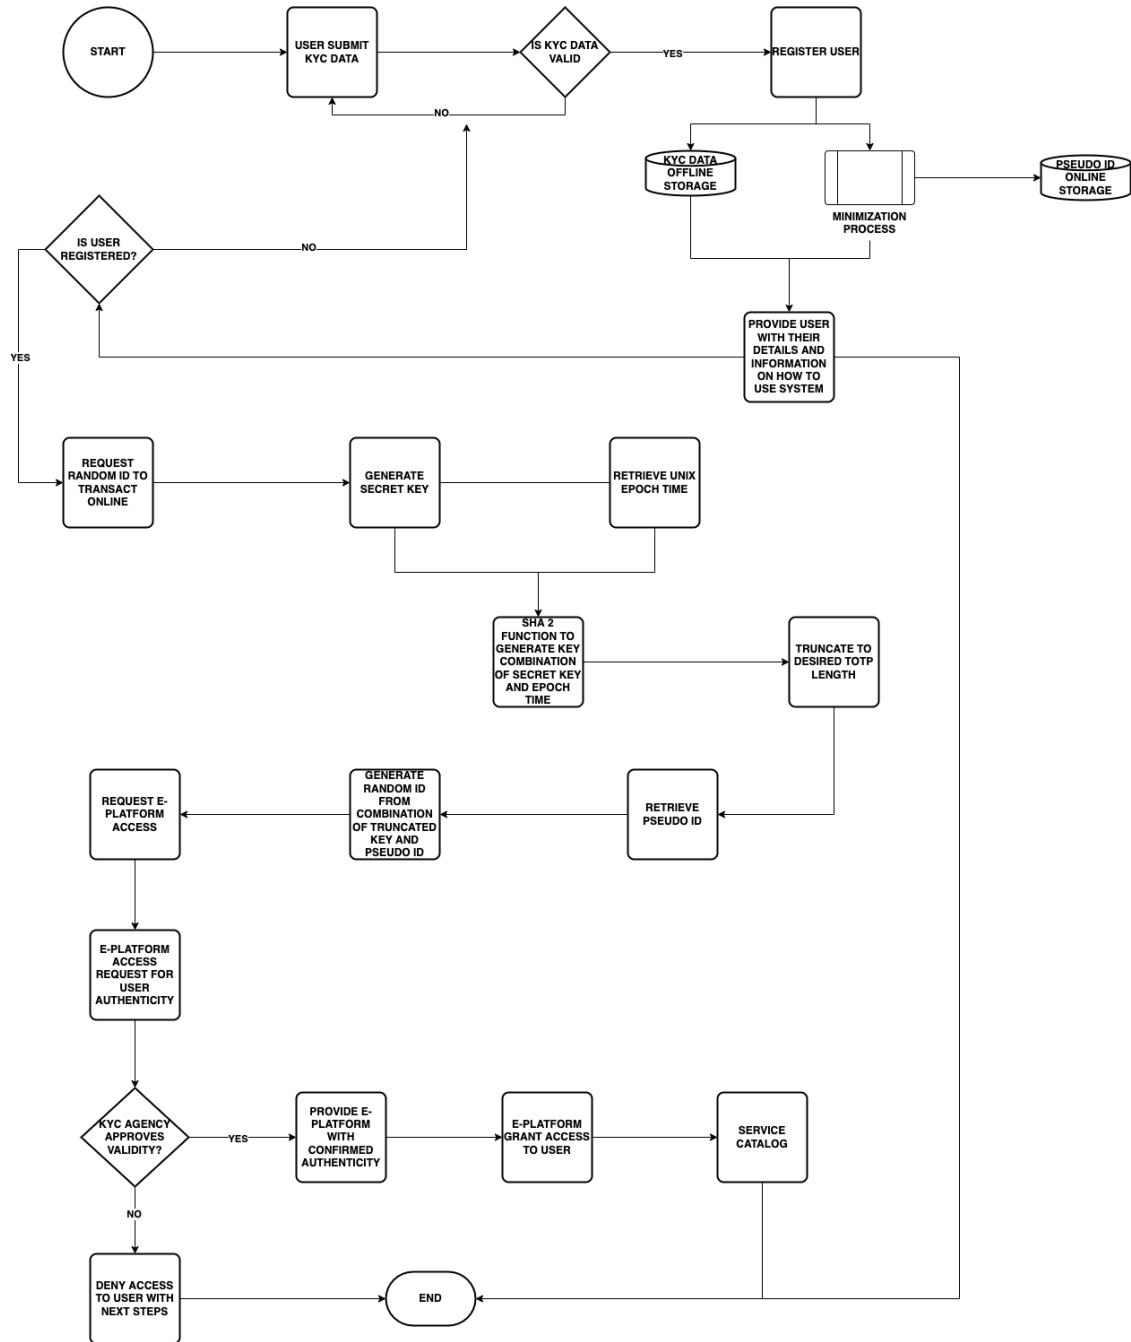 START
USER SUBMIT
KYC DATA
IS KYC DATA
VALID
YES
REGISTER USER
NO
KYC DATA
OFFLINE
STORAGE
MINIMIZATION
PROCESS
PSEUDO ID
ONLINE
STORAGE
IS USER
REGISTERED?
NO
YES
PROVIDE USER
WITH THEIR
DETAILS AND
INFORMATION
ON HOW TO
USE SYSTEM
REQUEST
RANDOM ID TO
TRANSACT
ONLINE
GENERATE
SECRET KEY
RETRIEVE UNIX
EPOCH TIME
SHA 2
FUNCTION TO
GENERATE KEY
COMBINATION
OF SECRET KEY
AND EPOCH
TIME
TRUNCATE TO
DESIRED TOTP
LENGTH
REQUEST E-
PLATFORM
ACCESS
GENERATE
RANDOM ID
FROM
COMBINATION
OF TRUNCATED
KEY AND
PSEUDO ID
RETRIEVE
PSEUDO ID
E-PLATFORM
ACCESS
REQUEST FOR
USER
AUTHENTICITY
KYC AGENCY
APPROVES
VALIDITY?
YES
PROVIDE E-
PLATFORM
WITH
CONFIRMED
AUTHENTICITY
E-PLATFORM
GRANT ACCESS
TO USER
SERVICE
CATALOG
NO
DENY ACCESS
TO USER WITH
NEXT STEPS
END